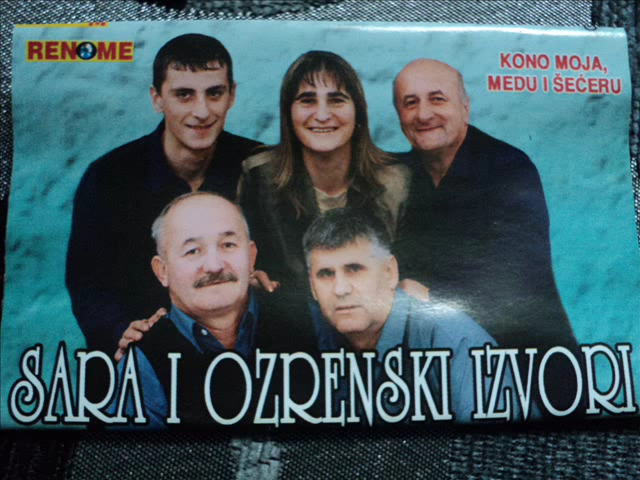 RENOME
KONO MOJA,
MEDU I ŠEĆERU
SARA I OZRENSKI IZVORI